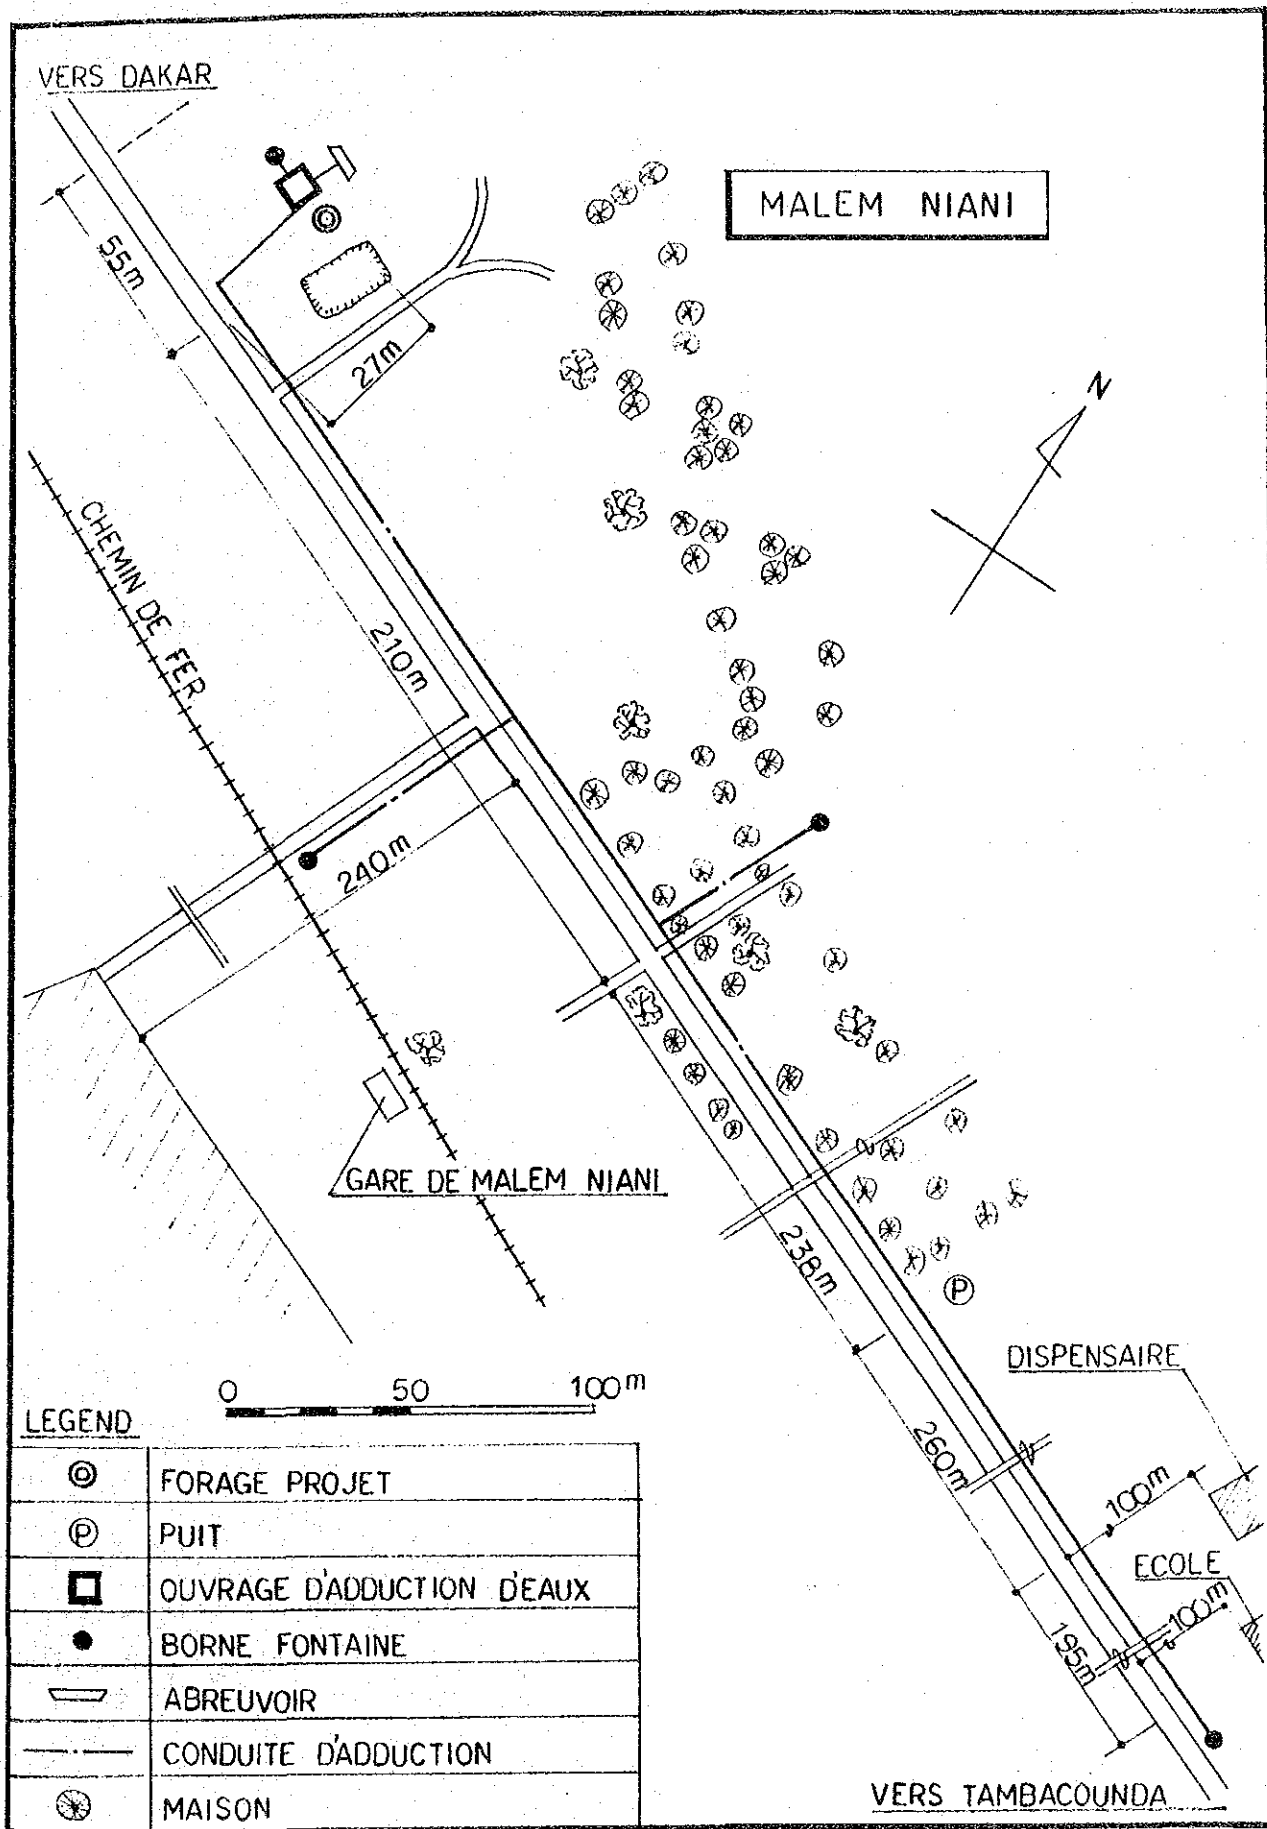 VERS DAKAR
MALEM NIANI
55m
27m
N
CHEMIN DE FER
210m
240m
GARE DE MALEM NIANI
238m
P
DISPENSAIRE
0 50 100m
LEGEND
260m
100m
FORAGE PROJET
P PUIT
ECOLE
100m
OUVRAGE D'ADDUCTION D'EAUX
BORNE FONTAINE
195m
ABREUVOIR
CONDUITE D'ADDUCTION
VERS TAMBACOUNDA
MAISON